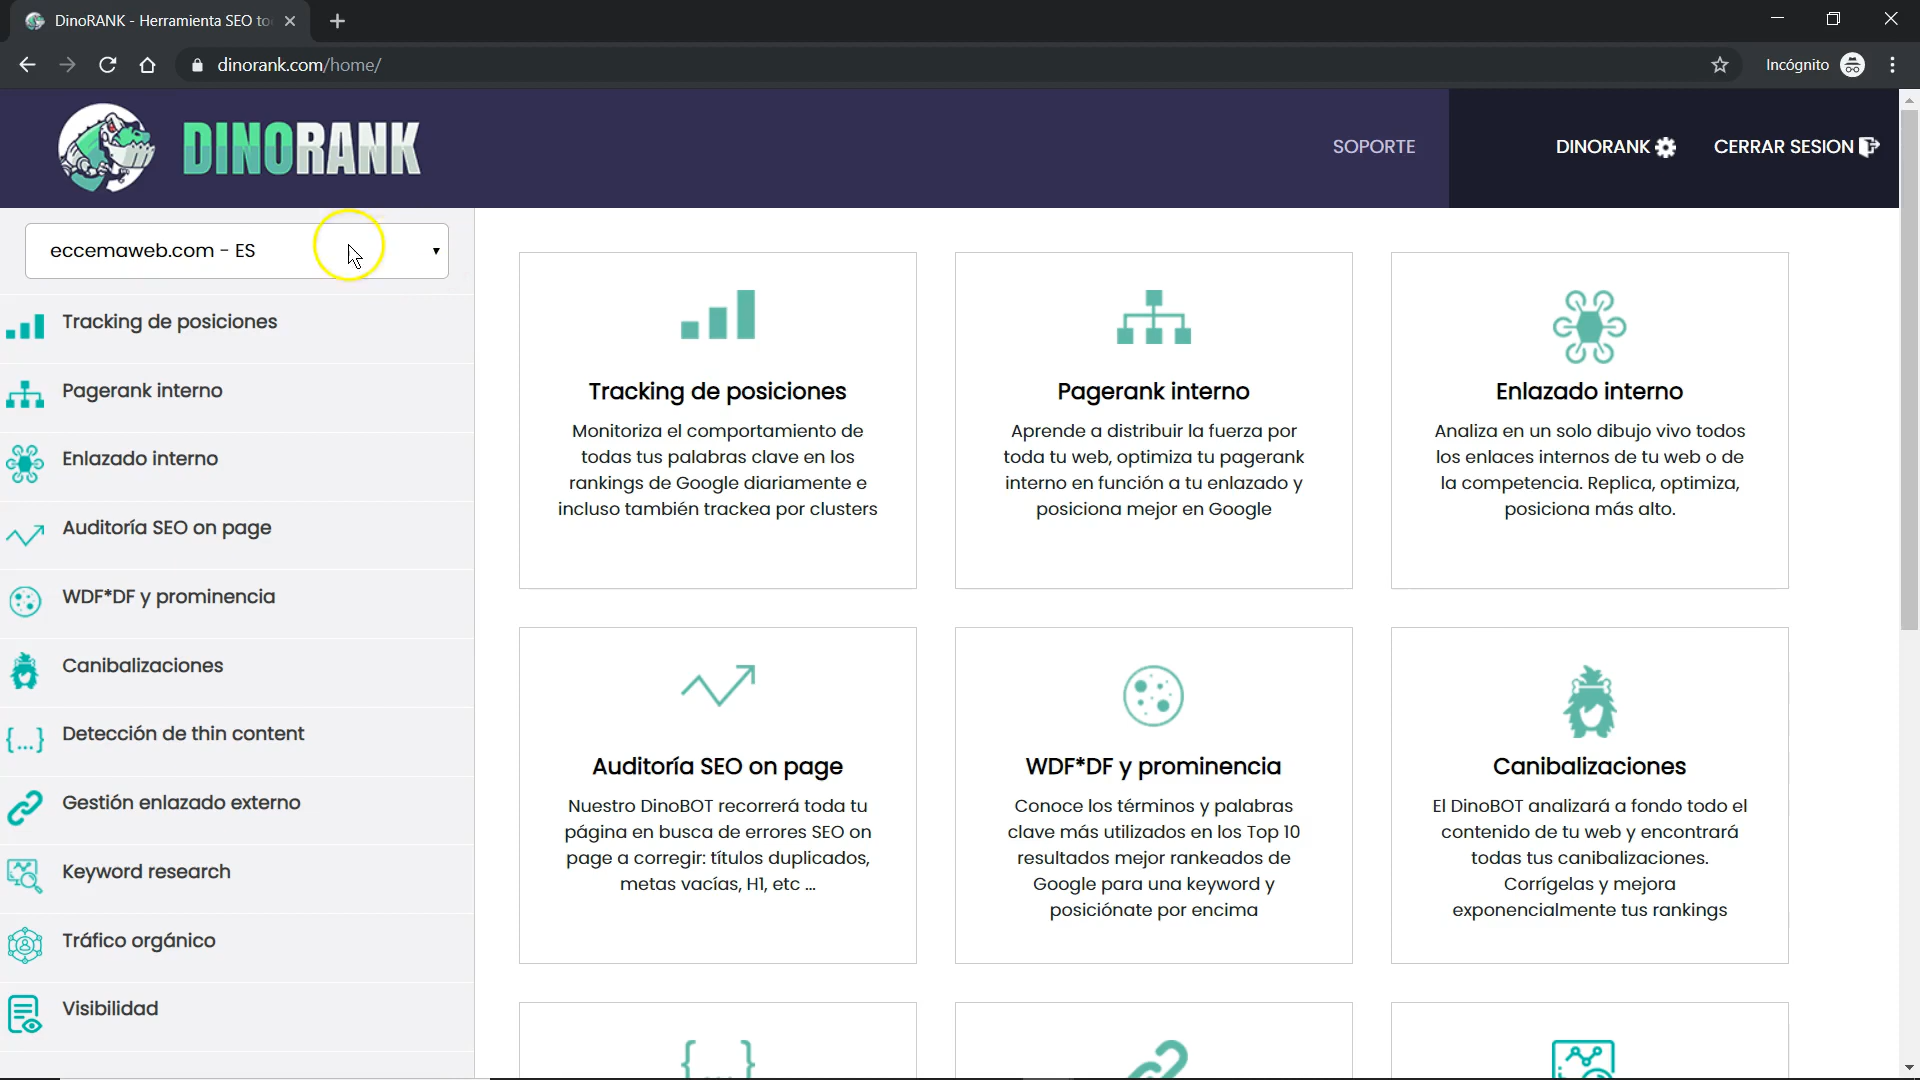 DinoRANK - Herramienta SEO to
dinorank.com/home/
Incógnito
DINORANK
SOPORTE
DINORANK
CERRAR SESION
eccemaweb.com - ES
Tracking de posiciones
Pagerank interno
Enlazado interno
Auditoría SEO on page
WDF*DF y prominencia
Canibalizaciones
{...}
Detección de thin content
Gestión enlazado externo
Keyword research
Tráfico orgánico
Visibilidad
Tracking de posiciones
Monitoriza el comportamiento de
todas tus palabras clave en los
rankings de Google diariamente e
incluso también trackea por clusters
Pagerank interno
Aprende a distribuir la fuerza por
toda tu web, optimiza tu pagerank
interno en función a tu enlazado y
posiciona mejor en Google
Enlazado interno
Analiza en un solo dibujo vivo todos
los enlaces internos de tu web o de
la competencia. Replica, optimiza,
posiciona más alto.
Auditoría SEO on page
Nuestro DinoBOT recorrerá toda tu
página en busca de errores SEO on
page a corregir: títulos duplicados,
metas vacías, H1, etc ...
WDF*DF y prominencia
Conoce los términos y palabras
clave más utilizados en los Top 10
resultados mejor rankeados de
Google para una keyword y
posiciónate por encima
Canibalizaciones
El DinoBOT analizará a fondo todo el
contenido de tu web y encontrará
todas tus canibalizaciones.
Corrígelas y mejora
exponencialmente tus rankings